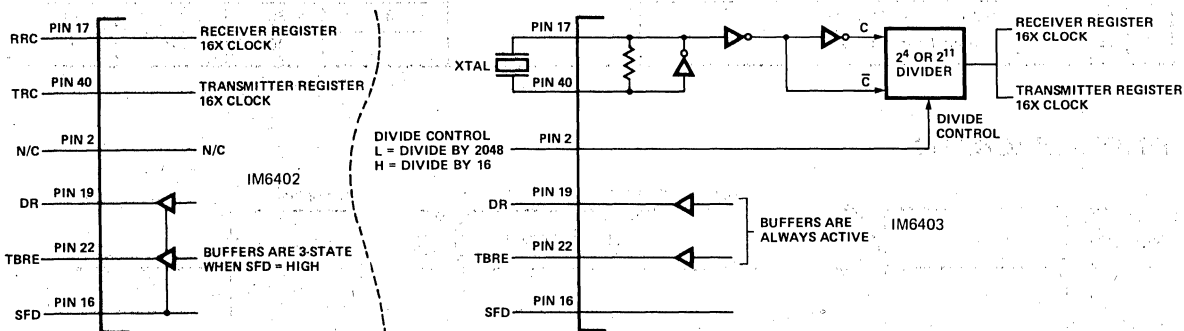 RRC
PIN 17
RECEIVER REGISTER
16X CLOCK
TRC
PIN 40
TRANSMITTER REGISTER
16X CLOCK
N/C
PIN 2
N/C
IM6402
DR
PIN 19
TBRE
PIN 22
BUFFERS ARE 3-STATE
WHEN SFD = HIGH
SFD
PIN 16
XTAL
PIN 17
PIN 40
C
C̅
2⁴ OR 2¹¹
DIVIDER
RECEIVER REGISTER
16X CLOCK
TRANSMITTER REGISTER
16X CLOCK
DIVIDE
CONTROL
DIVIDE CONTROL
L = DIVIDE BY 2048
H = DIVIDE BY 16
PIN 2
DR
PIN 19
TBRE
PIN 22
BUFFERS ARE
ALWAYS ACTIVE
IM6403
SFD
PIN 16